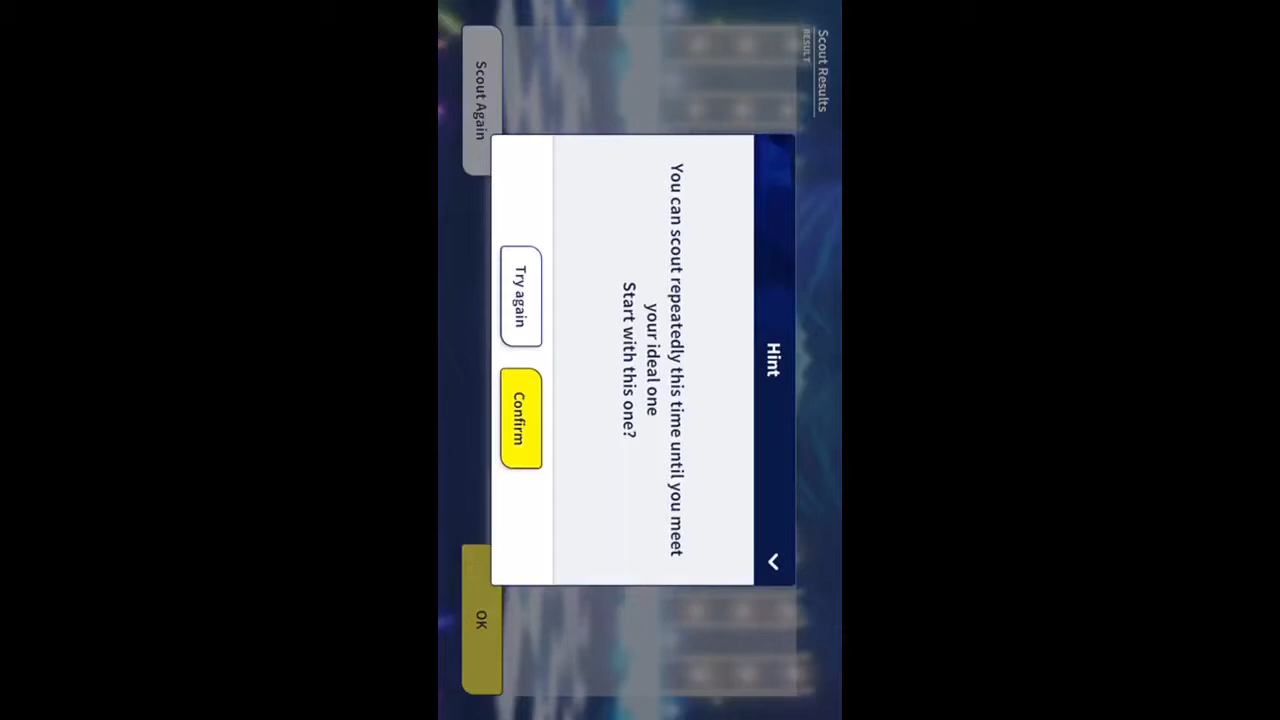 Scout Results
RESULT
Hint
You can scout repeatedly this time until you meet
your ideal one
Start with this one?
Try again
Confirm
Scout Again
OK